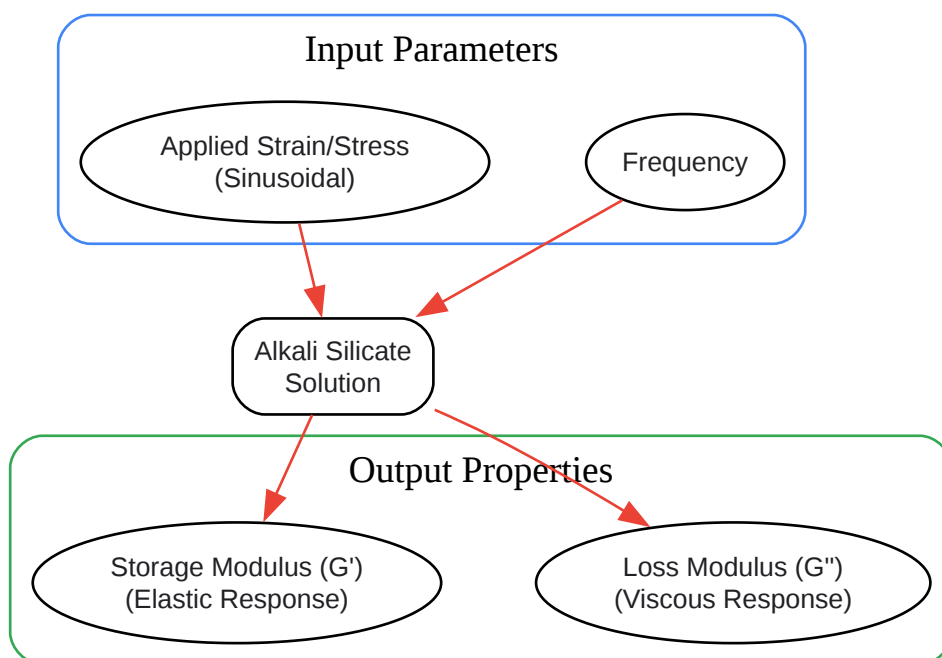 Input Parameters
Applied Strain/Stress
(Sinusoidal)
Frequency
Alkali Silicate
Solution
Output Properties
Storage Modulus (G')
(Elastic Response)
Loss Modulus (G'')
(Viscous Response)